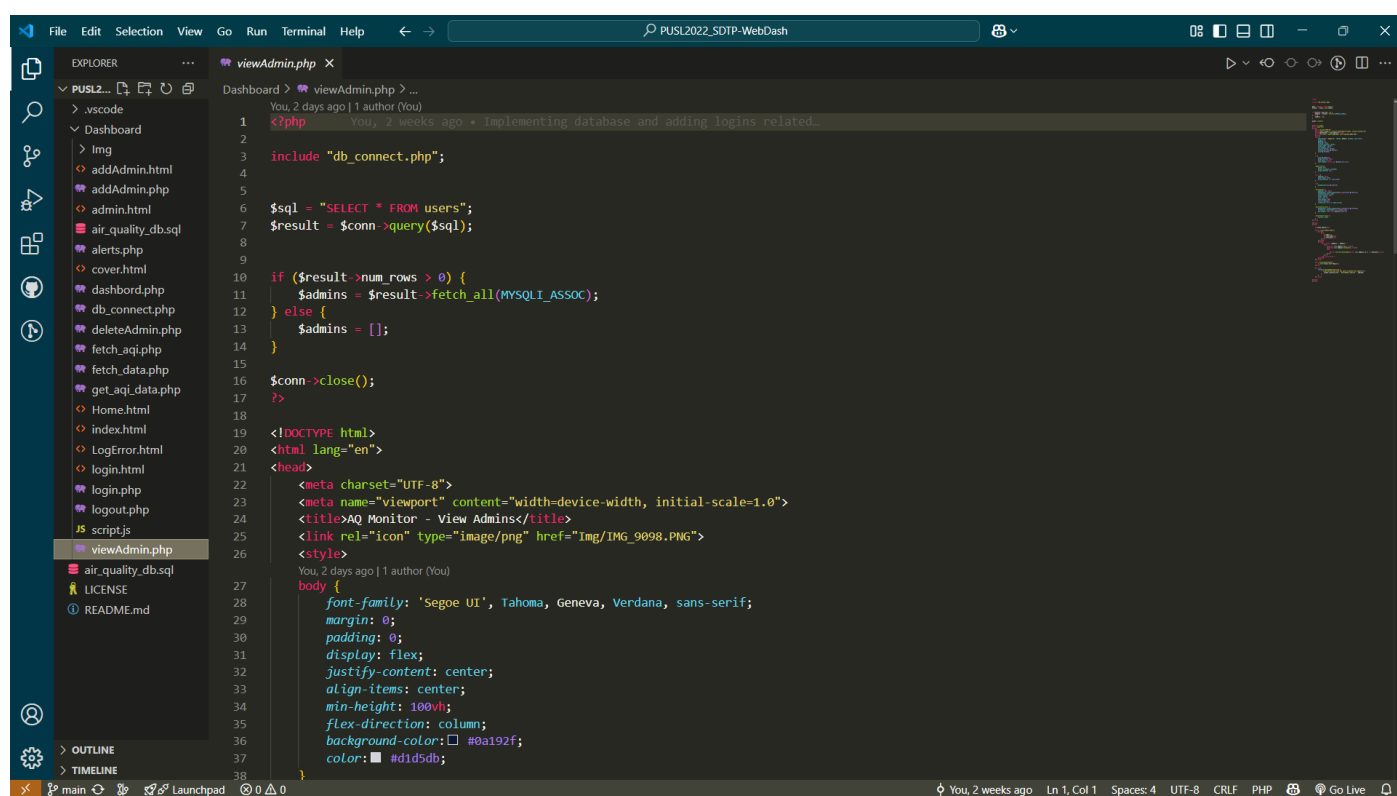 File Edit Selection View Go Run Terminal Help
PUSL2022_SDTP-WebDash
EXPLORER
PUSL2...
.vscode
Dashboard
Img
addAdmin.html
addAdmin.php
admin.html
air_quality_db.sql
alerts.php
cover.html
dashbord.php
db_connect.php
deleteAdmin.php
fetch_aqi.php
fetch_data.php
get_aqi_data.php
Home.html
index.html
LogError.html
login.html
login.php
logout.php
JS script.js
viewAdmin.php
air_quality_db.sql
LICENSE
README.md
OUTLINE
TIMELINE
viewAdmin.php
Dashboard > viewAdmin.php > ...
You, 2 days ago | 1 author (You)
1 <?php You, 2 weeks ago • Implementing database and adding logins related…
2
3 include "db_connect.php";
4
5
6 $sql = "SELECT * FROM users";
7 $result = $conn->query($sql);
8
9
10 if ($result->num_rows > 0) {
11 $admins = $result->fetch_all(MYSQLI_ASSOC);
12 } else {
13 $admins = [];
14 }
15
16 $conn->close();
17 ?>
18
19 <!DOCTYPE html>
20 <html lang="en">
21 <head>
22 <meta charset="UTF-8">
23 <meta name="viewport" content="width=device-width, initial-scale=1.0">
24 <title>AQ Monitor - View Admins</title>
25 <link rel="icon" type="image/png" href="Img/IMG_9098.PNG">
26 <style>
You, 2 days ago | 1 author (You)
27 body {
28 font-family: 'Segoe UI', Tahoma, Geneva, Verdana, sans-serif;
29 margin: 0;
30 padding: 0;
31 display: flex;
32 justify-content: center;
33 align-items: center;
34 min-height: 100vh;
35 flex-direction: column;
36 background-color: #0a192f;
37 color: #d1d5db;
38 }
main Launchpad 0 0 You, 2 weeks ago Ln 1, Col 1 Spaces: 4 UTF-8 CRLF PHP Go Live